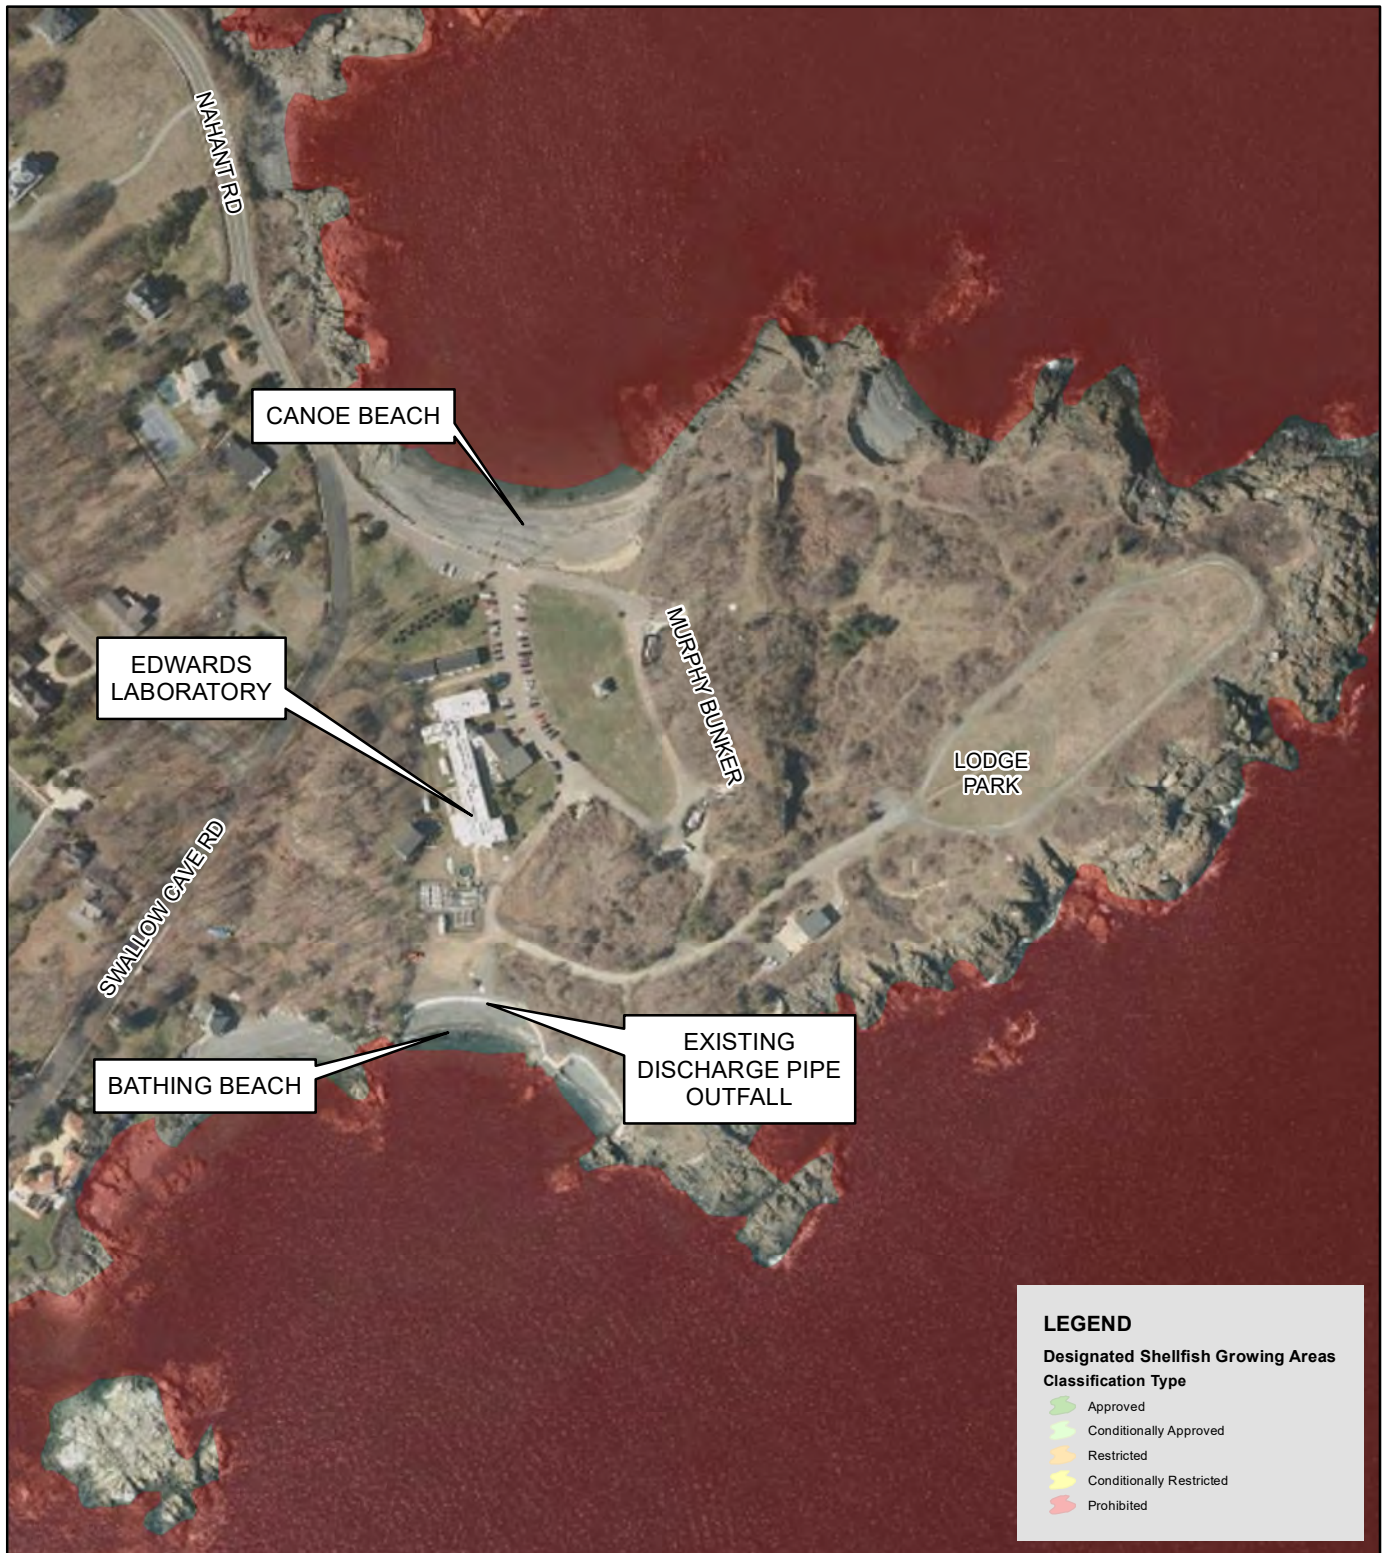 NAHANT RD
CANOE BEACH
EDWARDS
LABORATORY
MURPHY BUNKER
LODGE
PARK
SWALLOW CAVE RD
EXISTING
DISCHARGE PIPE
OUTFALL
BATHING BEACH
LEGEND
Designated Shellfish Growing Areas
Classification Type
Approved
Conditionally Approved
Restricted
Conditionally Restricted
Prohibited